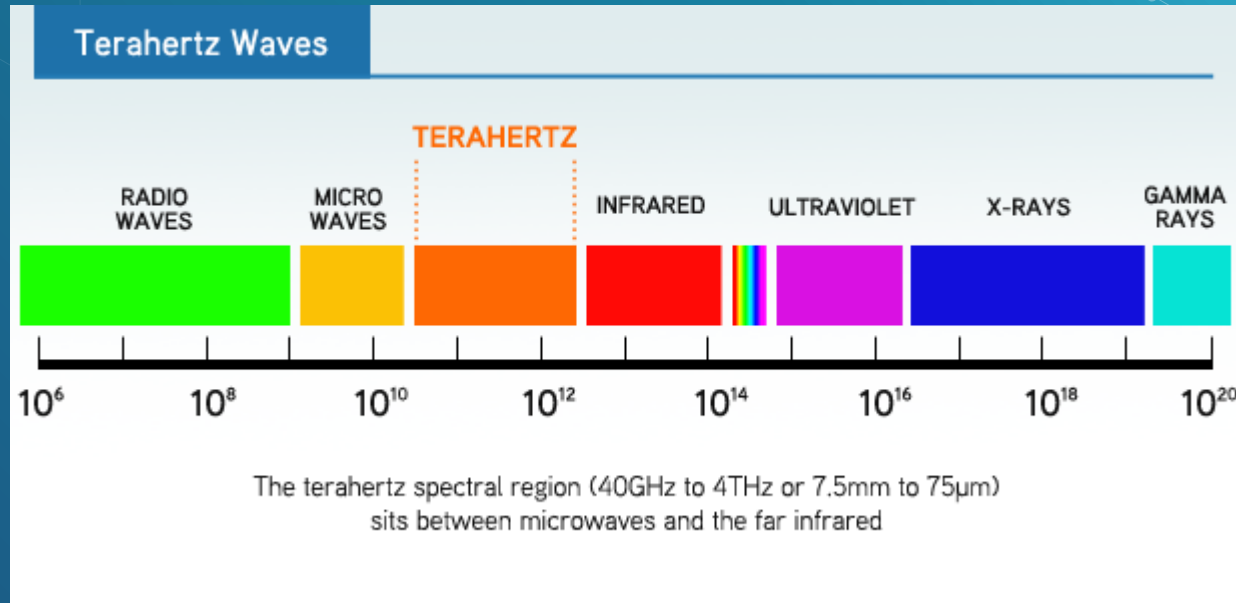 Terahertz Waves
TERAHERTZ
RADIO
WAVES
MICRO
WAVES
INFRARED
ULTRAVIOLET
X-RAYS
GAMMA
RAYS
10⁶ 10⁸ 10¹⁰ 10¹² 10¹⁴ 10¹⁶ 10¹⁸ 10²⁰
The terahertz spectral region (40GHz to 4THz or 7.5mm to 75µm)
sits between microwaves and the far infrared